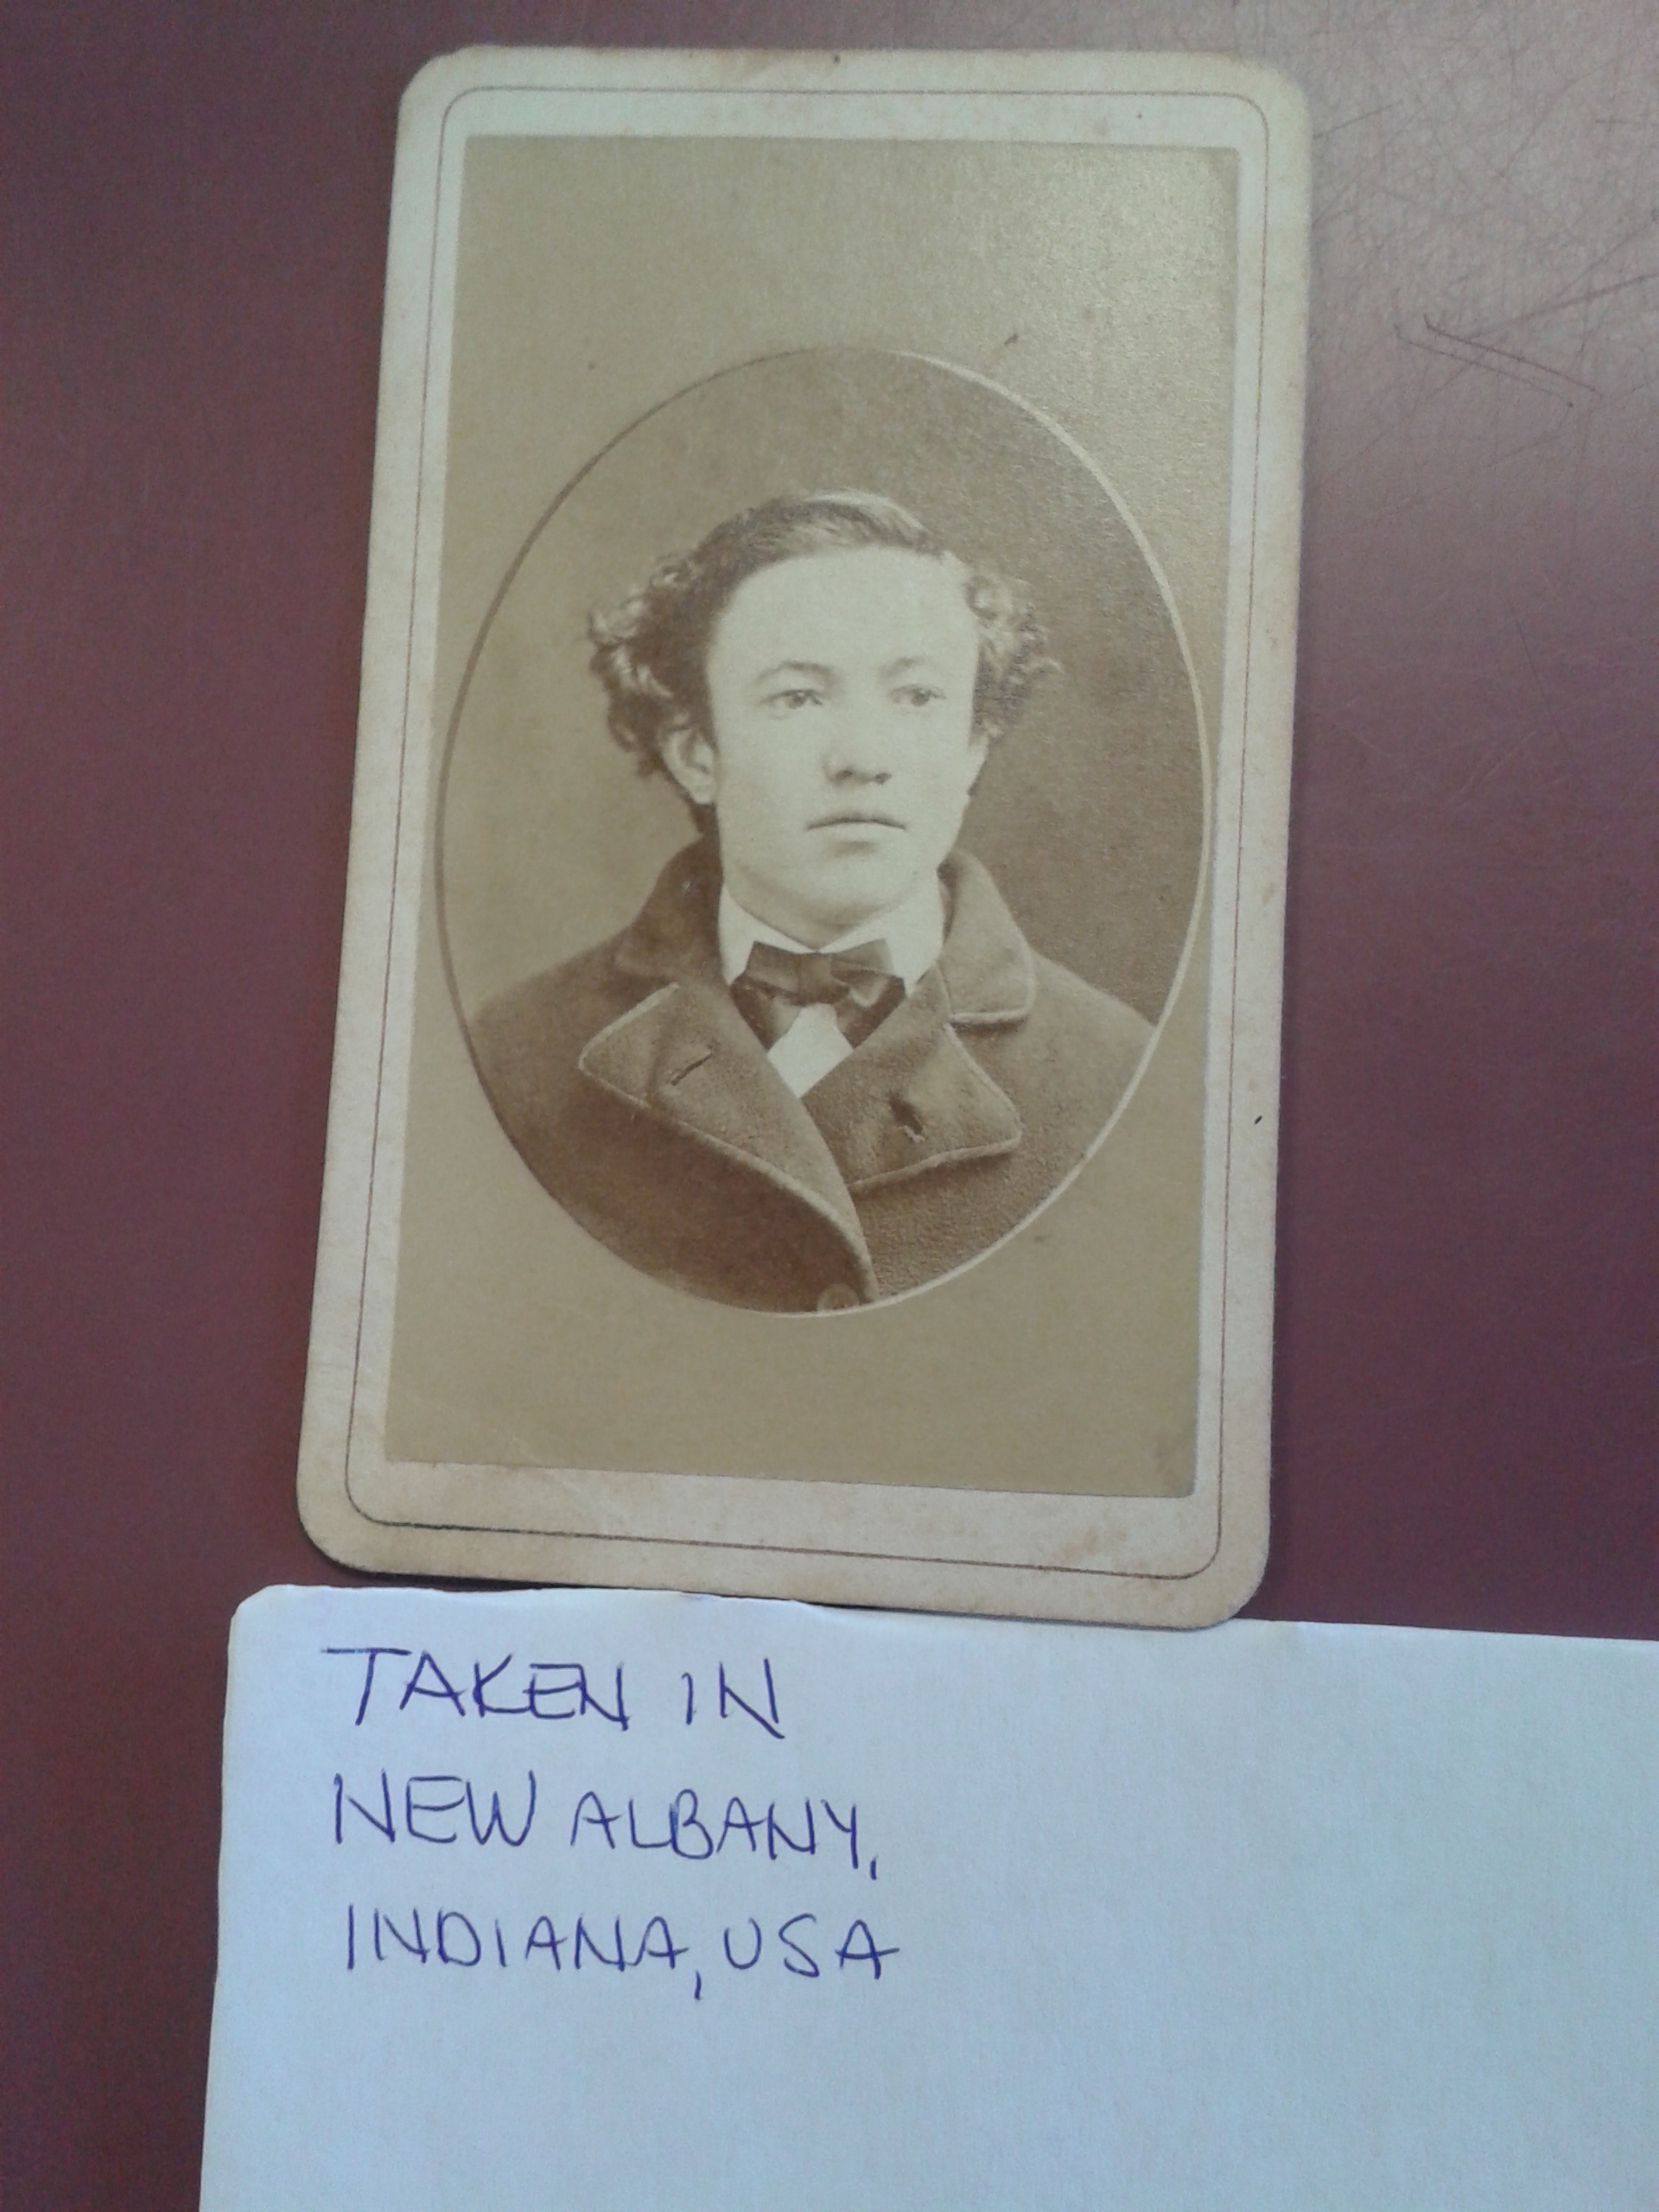 TAKEN IN
NEW ALBANY,
INDIANA, USA